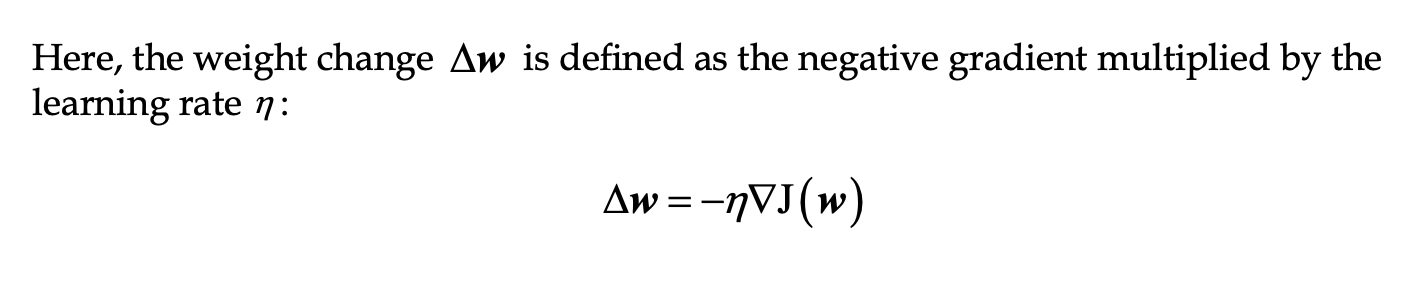 Here, the weight change Δw is defined as the negative gradient multiplied by the
learning rate η:
Δw = −η∇J(w)